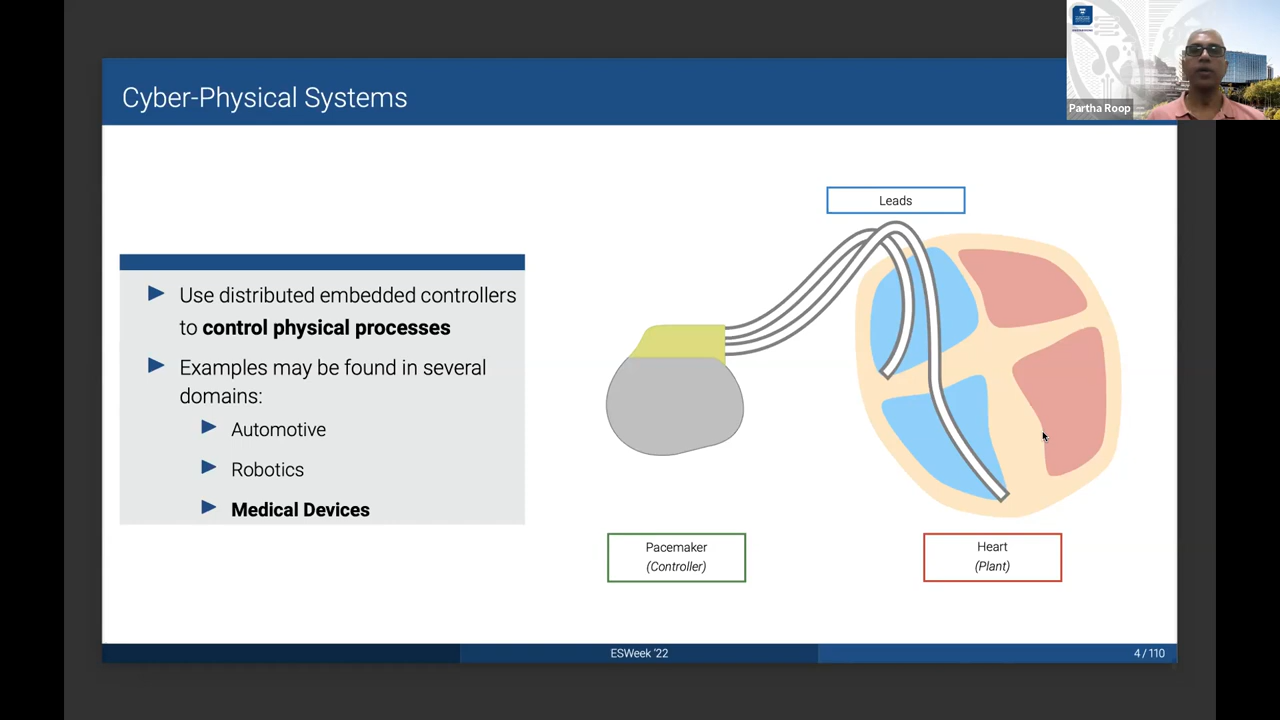 Cyber-Physical Systems
Partha Roop
Leads
Use distributed embedded controllers
to control physical processes
Examples may be found in several
domains:
Automotive
Robotics
Medical Devices
Pacemaker
(Controller)
Heart
(Plant)
ESWeek '22
4 / 110